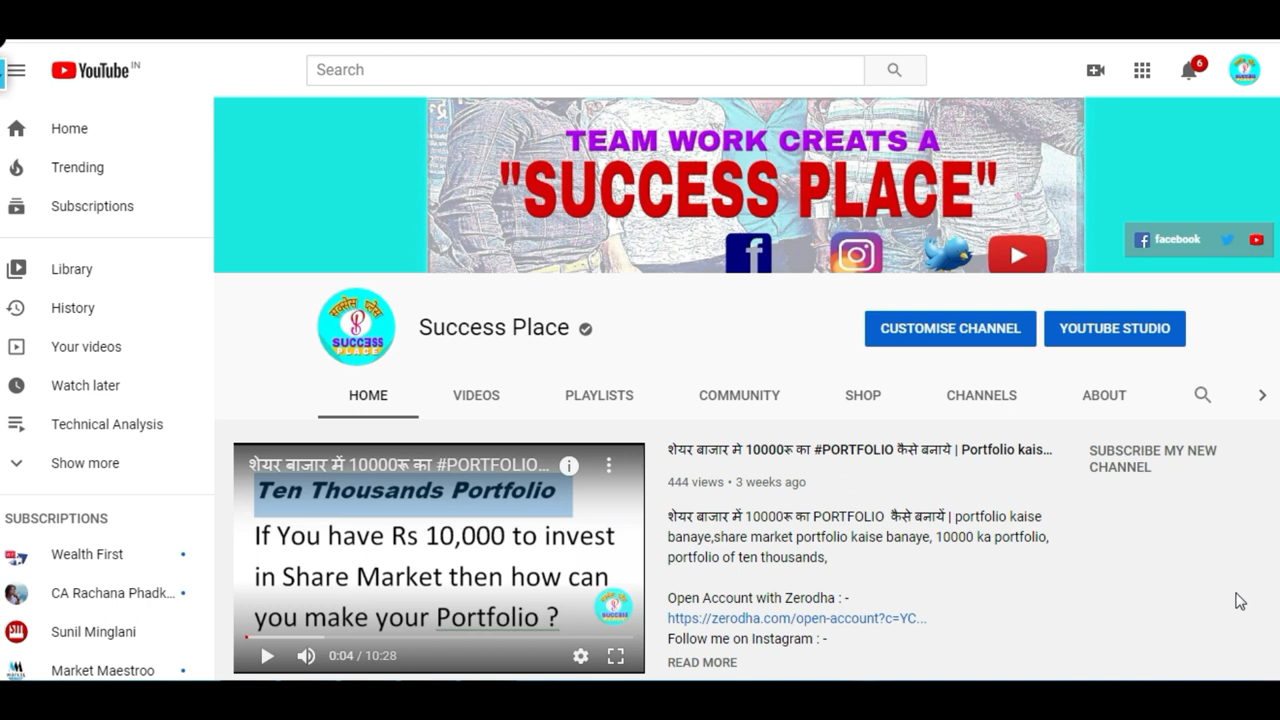 YouTube IN
Search
6
Home
Trending
Subscriptions
Library
History
Your videos
Watch later
Technical Analysis
Show more
SUBSCRIPTIONS
Wealth First
CA Rachana Phadk...
Sunil Minglani
Market Maestroo
TEAM WORK CREATS A
"SUCCESS PLACE"
facebook
सक्सेस प्लेस
SUCCESS
PLACE
Success Place
CUSTOMISE CHANNEL
YOUTUBE STUDIO
HOME
VIDEOS
PLAYLISTS
COMMUNITY
SHOP
CHANNELS
ABOUT
शेयर बाजार में 10000रू का #PORTFOLIO...
Ten Thousands Portfolio
If You have Rs 10,000 to invest
in Share Market then how can
you make your Portfolio ?
0:04 / 10:28
शेयर बाजार मे 10000रू का #PORTFOLIO कैसे बनाये | Portfolio kais...
444 views • 3 weeks ago
शेयर बाजार में 10000रू का PORTFOLIO कैसे बनायें | portfolio kaise
banaye,share market portfolio kaise banaye, 10000 ka portfolio,
portfolio of ten thousands,
Open Account with Zerodha : -
https://zerodha.com/open-account?c=YC...
Follow me on Instagram : -
READ MORE
SUBSCRIBE MY NEW
CHANNEL